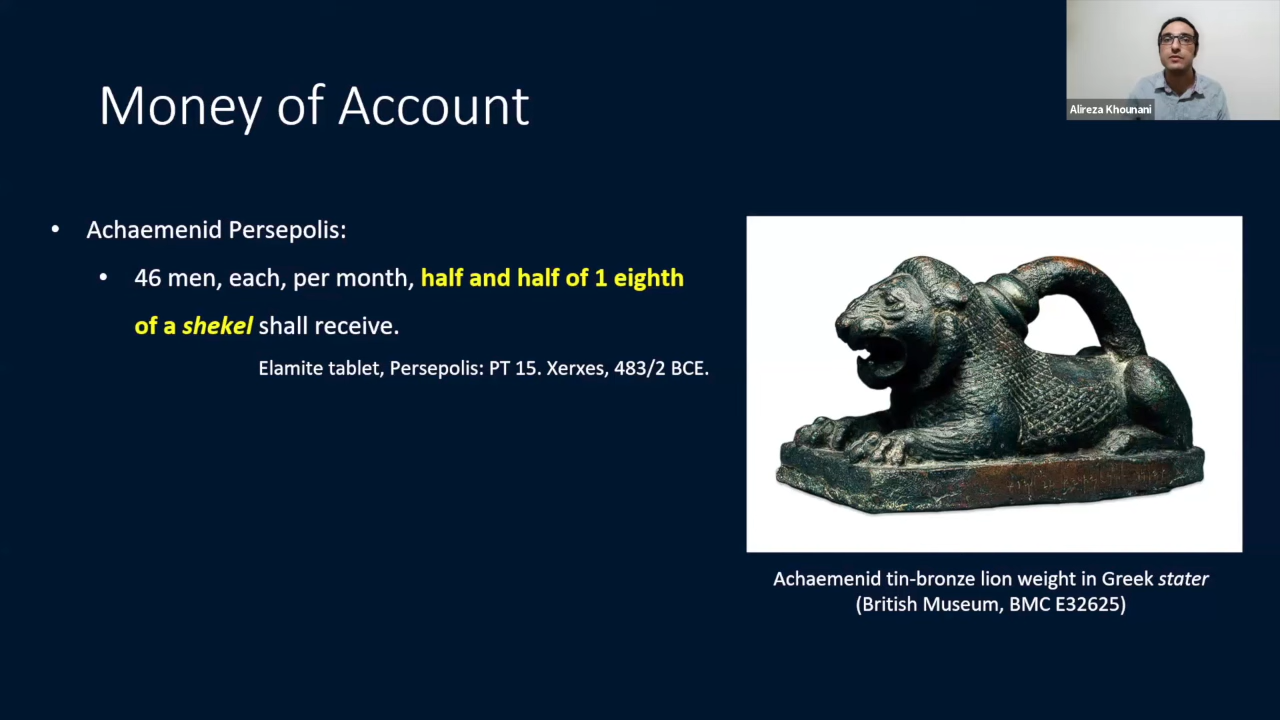 Money of Account
Alireza Khounani
• Achaemenid Persepolis:
• 46 men, each, per month, half and half of 1 eighth
of a shekel shall receive.
Elamite tablet, Persepolis: PT 15. Xerxes, 483/2 BCE.
Achaemenid tin-bronze lion weight in Greek stater
(British Museum, BMC E32625)